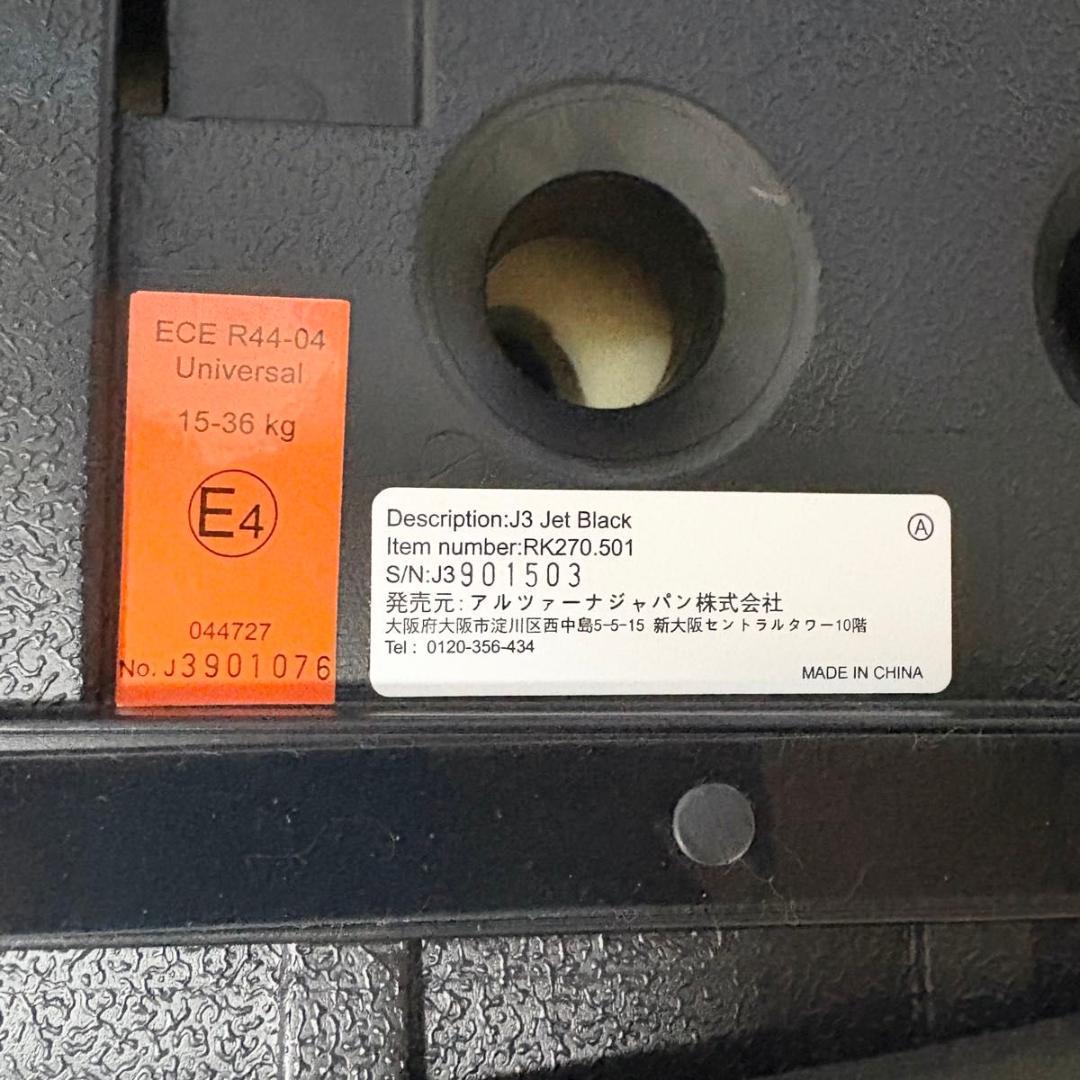 ECE R44-04
Universal
15-36 kg
E4
044727
No. J3901076
Description:J3 Jet Black
Ⓐ
Item number:RK270.501
S/N:J3901503
発売元:アルツァーナジャパン株式会社
大阪府大阪市淀川区西中島5-5-15 新大阪セントラルタワー10階
Tel : 0120-356-434
MADE IN CHINA